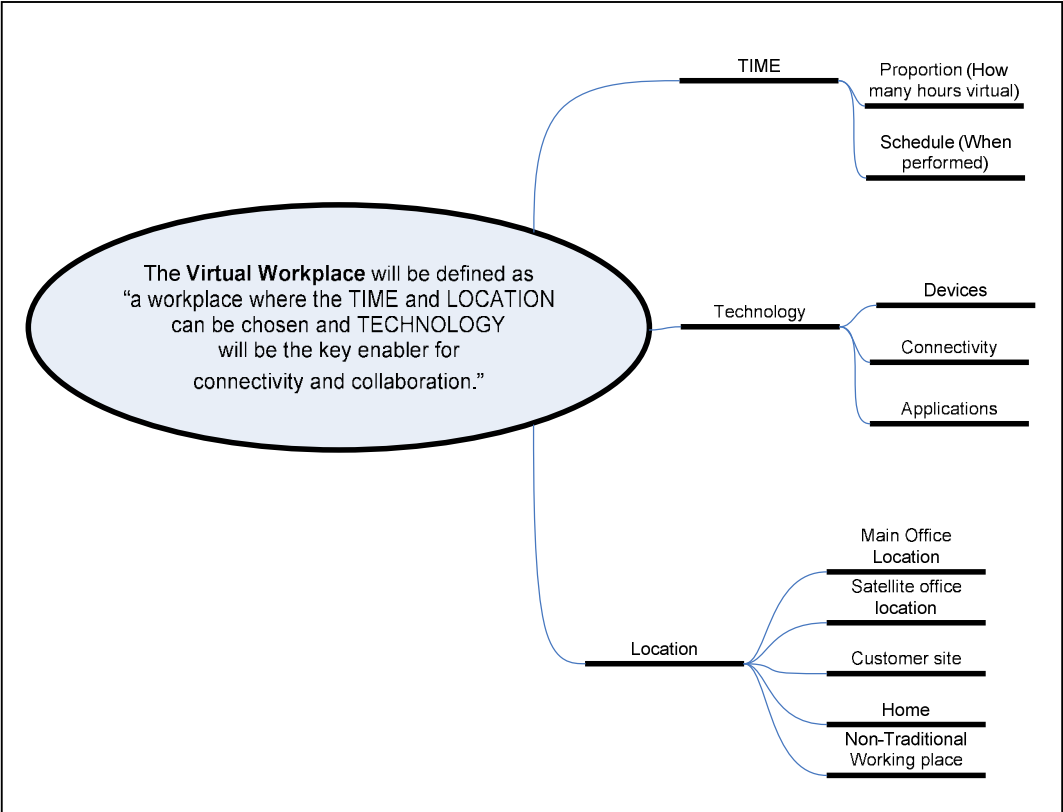 The Virtual Workplace will be defined as
“a workplace where the TIME and LOCATION
can be chosen and TECHNOLOGY
will be the key enabler for
connectivity and collaboration.”
TIME
Proportion (How
many hours virtual)
Schedule (When
performed)
Technology
Devices
Connectivity
Applications
Location
Main Office
Location
Satellite office
location
Customer site
Home
Non-Traditional
Working place